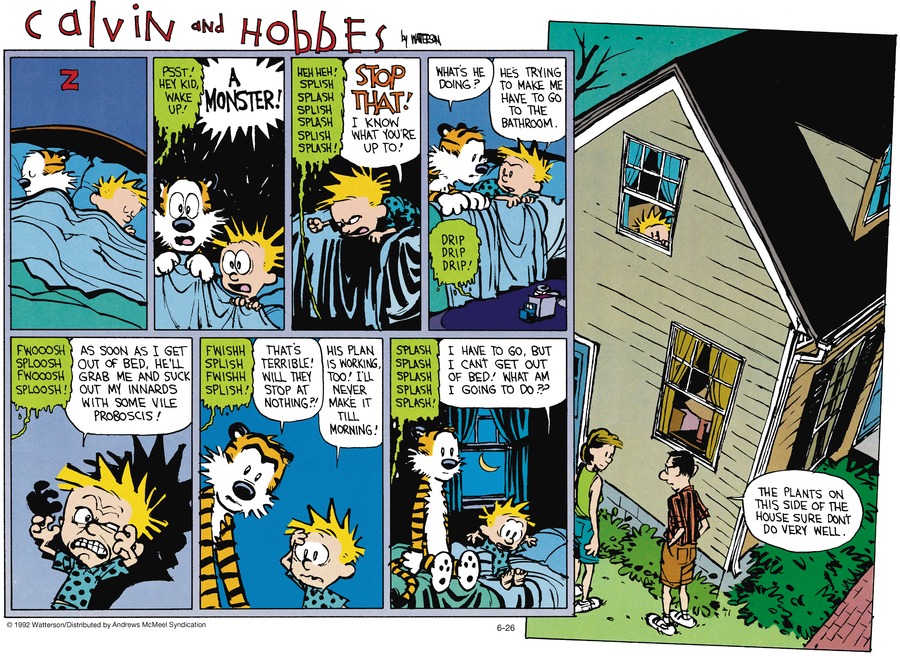 CALVIN AND HOBBES
by WATTERSON
Z
PSST!
HEY KID,
WAKE
UP!
A
MONSTER!
HEH HEH!
SPLISH
SPLASH
SPLISH
SPLASH
SPLISH
SPLASH!
STOP
THAT!
I KNOW
WHAT YOU'RE
UP TO!
WHAT'S HE
DOING?
HE'S TRYING
TO MAKE ME
HAVE TO GO
TO THE
BATHROOM.
DRIP
DRIP
DRIP!
FWOOOSH
SPLOOSH
FWOOOSH
SPLOOSH!
AS SOON AS I GET
OUT OF BED, HE'LL
GRAB ME AND SUCK
OUT MY INNARDS
WITH SOME VILE
PROBOSCIS!
FWISHH
SPLISH
FWISHH
SPLISH!
THAT'S
TERRIBLE!
WILL THEY
STOP AT
NOTHING?!
HIS PLAN
IS WORKING,
TOO! I'LL
NEVER
MAKE IT
TILL
MORNING!
SPLASH
SPLASH
SPLASH
SPLASH
SPLASH!
I HAVE TO GO, BUT
I CAN'T GET OUT
OF BED! WHAT AM
I GOING TO DO??
THE PLANTS ON
THIS SIDE OF THE
HOUSE SURE DON'T
DO VERY WELL.
© 1992 Watterson/Distributed by Andrews McMeel Syndication
6-26